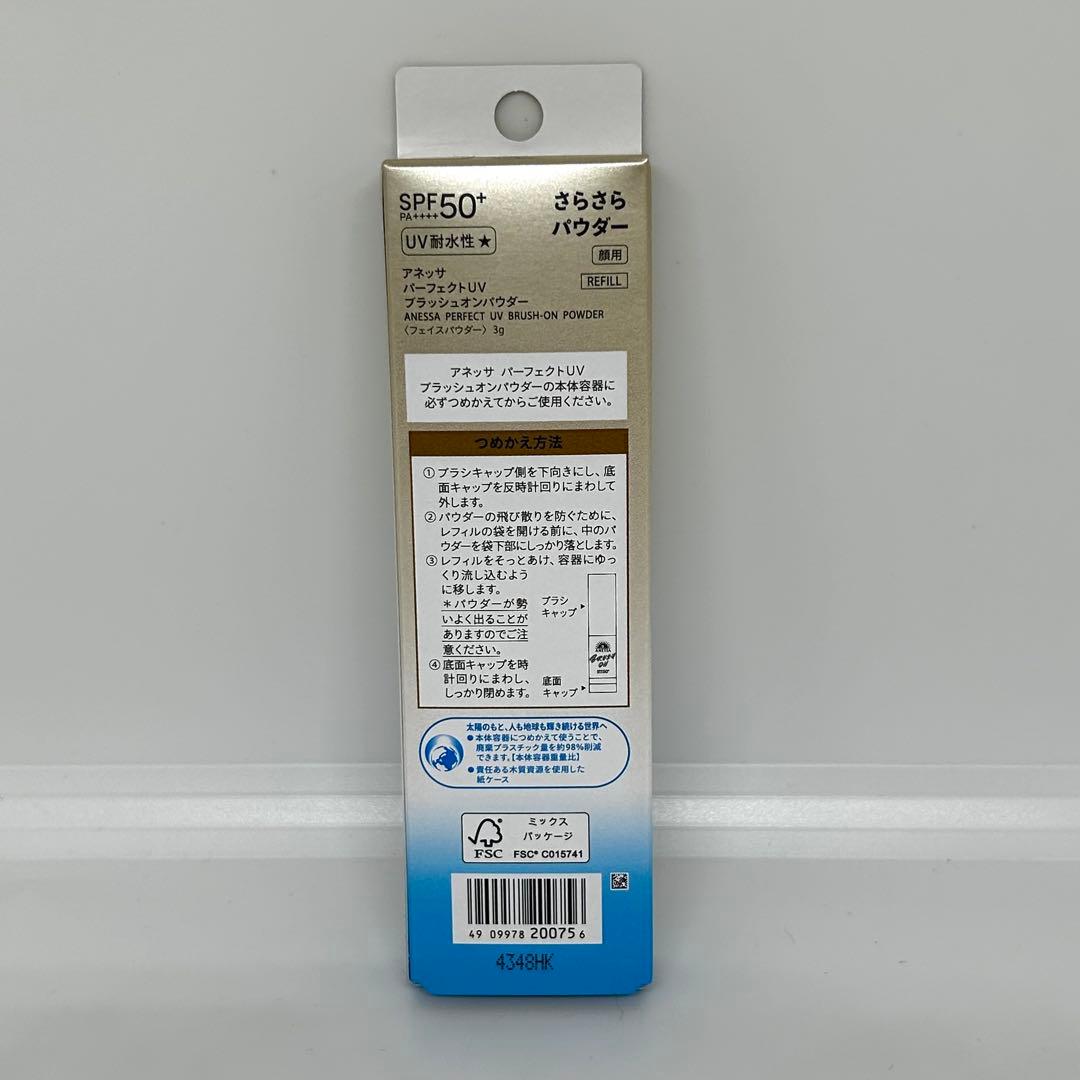 SPF50+
PA++++
UV耐水性★
さらさら
パウダー
顔用
REFILL
アネッサ
パーフェクトUV
ブラッシュオンパウダー
ANESSA PERFECT UV BRUSH-ON POWDER
〈フェイスパウダー〉3g
アネッサ パーフェクトUV
ブラッシュオンパウダーの本体容器に
必ずつめかえてからご使用ください。
つめかえ方法
①ブラシキャップ側を下向きにし、底
面キャップを反時計回りにまわして
外します。
②パウダーの飛び散りを防ぐために、
レフィルの袋を開ける前に、中のパ
ウダーを袋下部にしっかり落とします。
③レフィルをそっとあけ、容器にゆっ
くり流し込むよう
に移します。
＊パウダーが勢
いよく出ることが
ありますのでご注
意ください。
④底面キャップを時
計回りにまわし、
しっかり閉めます。
ブラシ
キャップ
底面
キャップ
太陽のもと、人も地球も輝き続ける世界へ
●本体容器につめかえて使うことで、
廃棄プラスチック量を約98％削減
できます。【本体容器重量比】
●責任ある木質資源を使用した
紙ケース
FSC
ミックス
パッケージ
FSC® C015741
4909978200756
4348HK